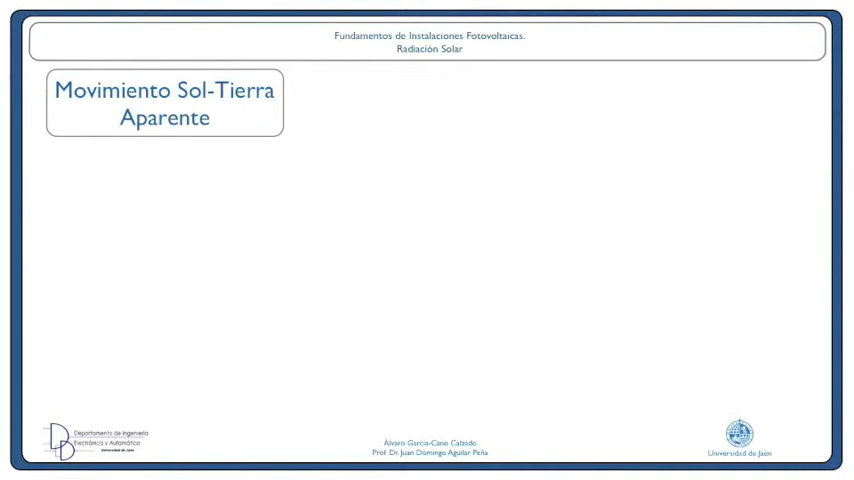 Fundamentos de Instalaciones Fotovoltaicas.
Radiación Solar
Movimiento Sol-Tierra
Aparente
Departamento de Ingeniería
Electrónica y Automática
Universidad de Jaén
Álvaro García-Cano Calzado
Prof. Dr. Juan Domingo Aguilar Peña
Universidad de Jaén